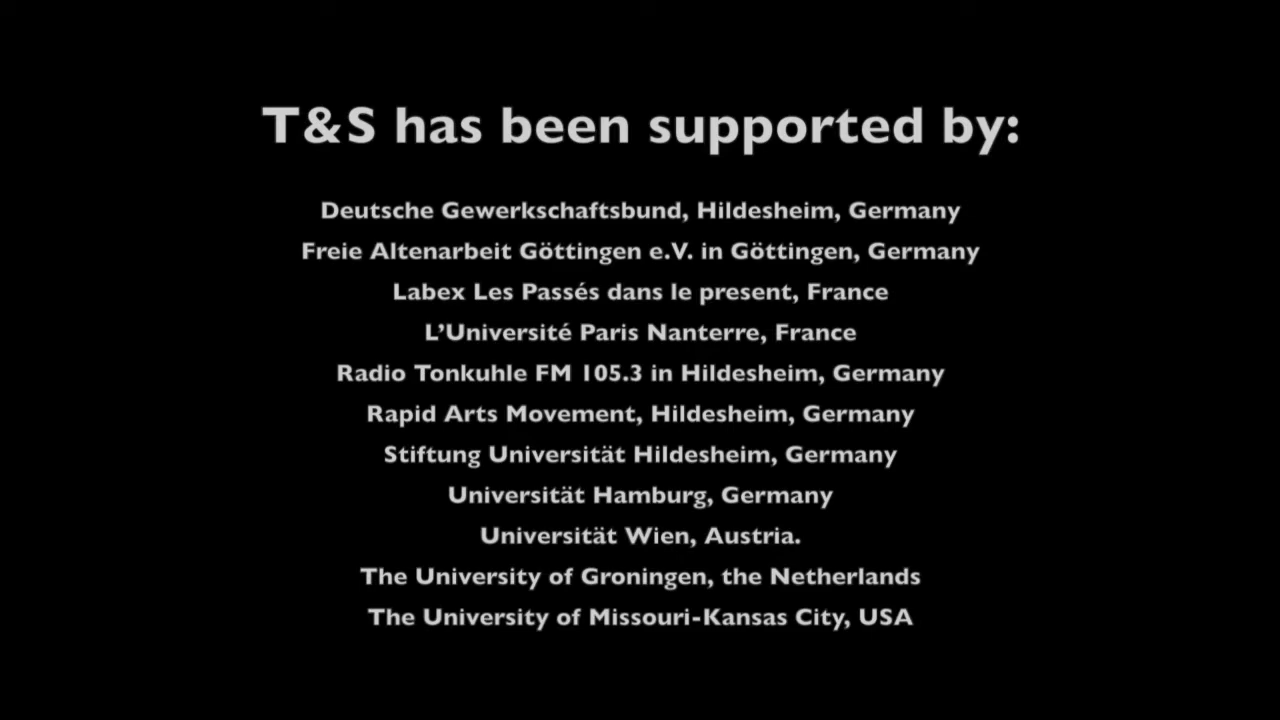 T&S has been supported by:
Deutsche Gewerkschaftsbund, Hildesheim, Germany
Freie Altenarbeit Göttingen e.V. in Göttingen, Germany
Labex Les Passés dans le present, France
L’Université Paris Nanterre, France
Radio Tonkuhle FM 105.3 in Hildesheim, Germany
Rapid Arts Movement, Hildesheim, Germany
Stiftung Universität Hildesheim, Germany
Universität Hamburg, Germany
Universität Wien, Austria.
The University of Groningen, the Netherlands
The University of Missouri-Kansas City, USA